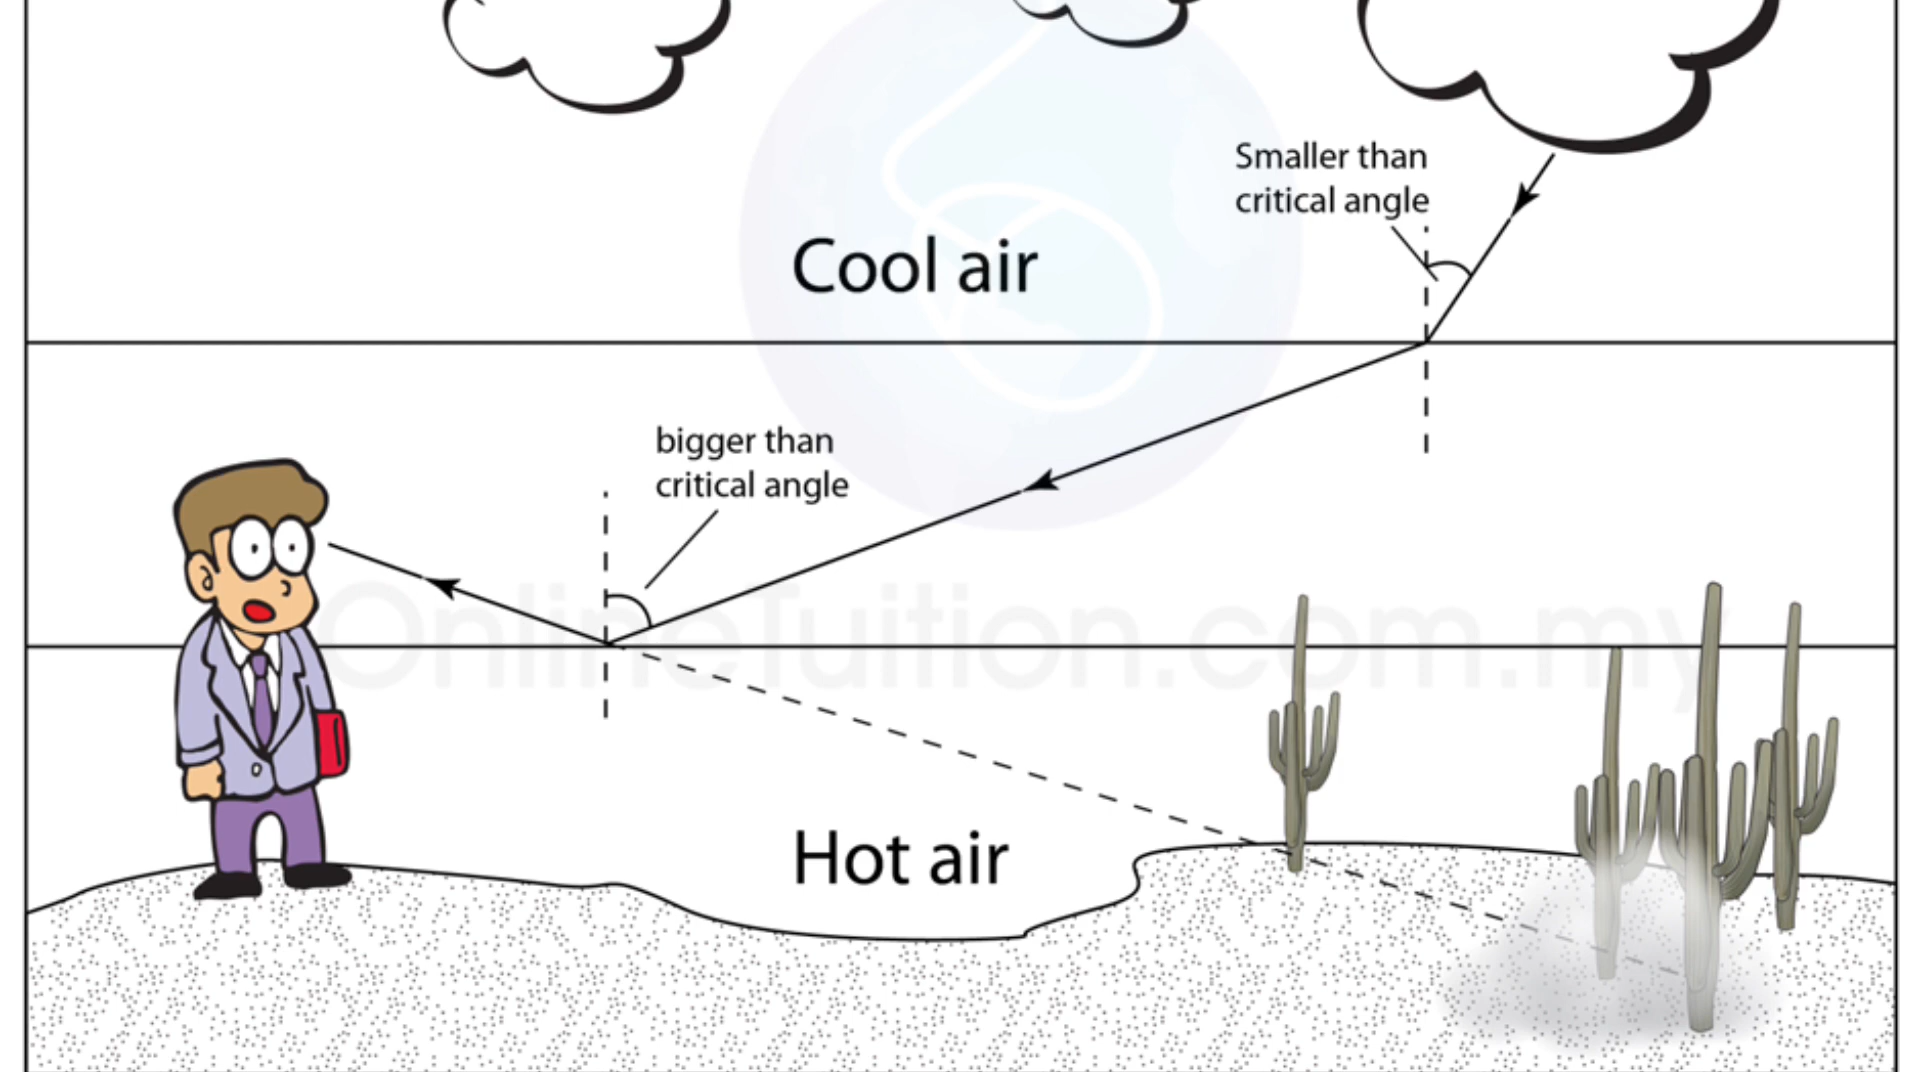 Smaller than
critical angle
Cool air
bigger than
critical angle
OnlineTuition.com.my
Hot air